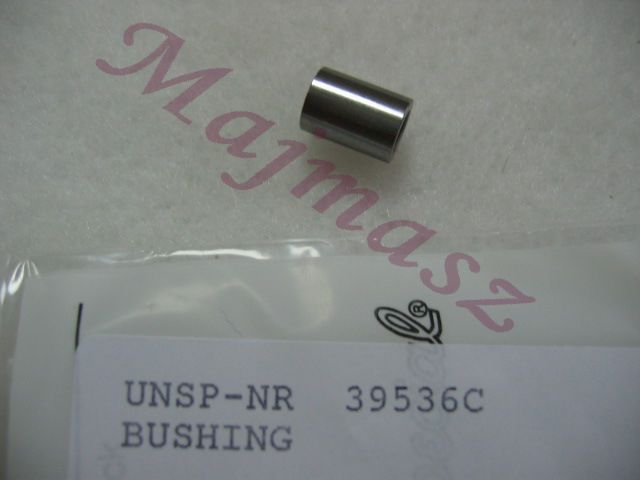 Majmasz
®
UNSP-NR 39536C
BUSHING